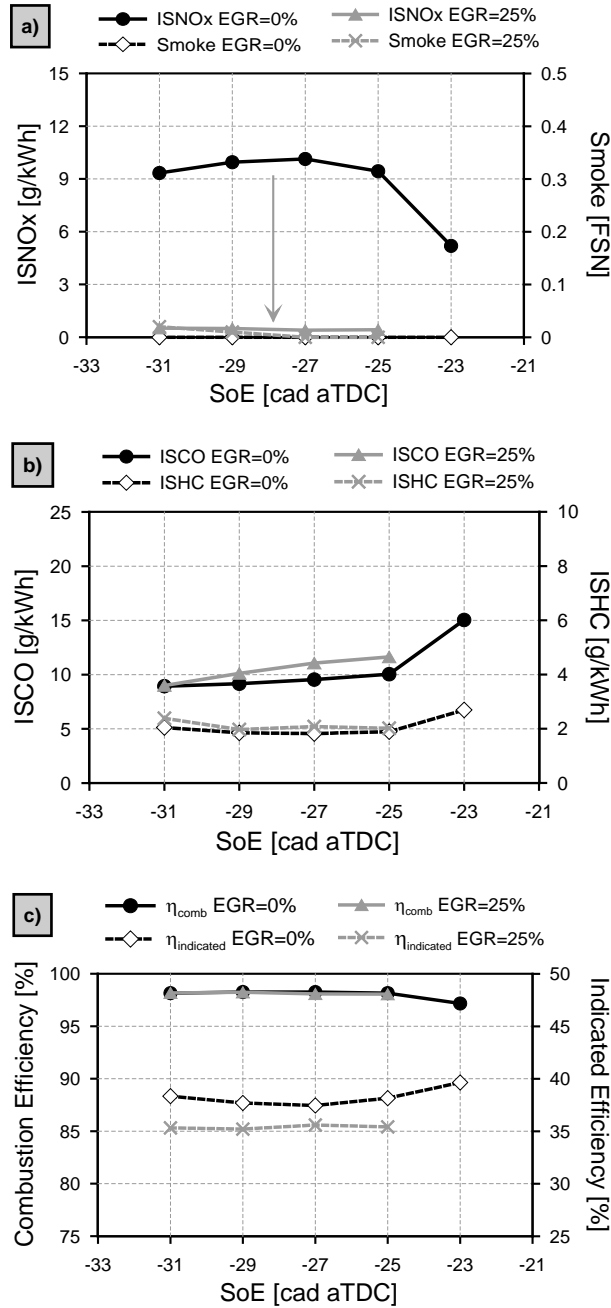 a)
ISNOx EGR=0%
ISNOx EGR=25%
Smoke EGR=0%
Smoke EGR=25%
15
12
9
6
3
0
ISNOx [g/kWh]
0.5
0.4
0.3
0.2
0.1
0
Smoke [FSN]
-33 -31 -29 -27 -25 -23 -21
SoE [cad aTDC]
b)
ISCO EGR=0%
ISCO EGR=25%
ISHC EGR=0%
ISHC EGR=25%
25
20
15
10
5
0
ISCO [g/kWh]
10
8
6
4
2
0
ISHC [g/kWh]
-33 -31 -29 -27 -25 -23 -21
SoE [cad aTDC]
c)
ηcomb EGR=0%
ηcomb EGR=25%
ηindicated EGR=0%
ηindicated EGR=25%
100
95
90
85
80
75
Combustion Efficiency [%]
50
45
40
35
30
25
Indicated Efficiency
[%]
-33 -31 -29 -27 -25 -23 -21
SoE [cad aTDC]